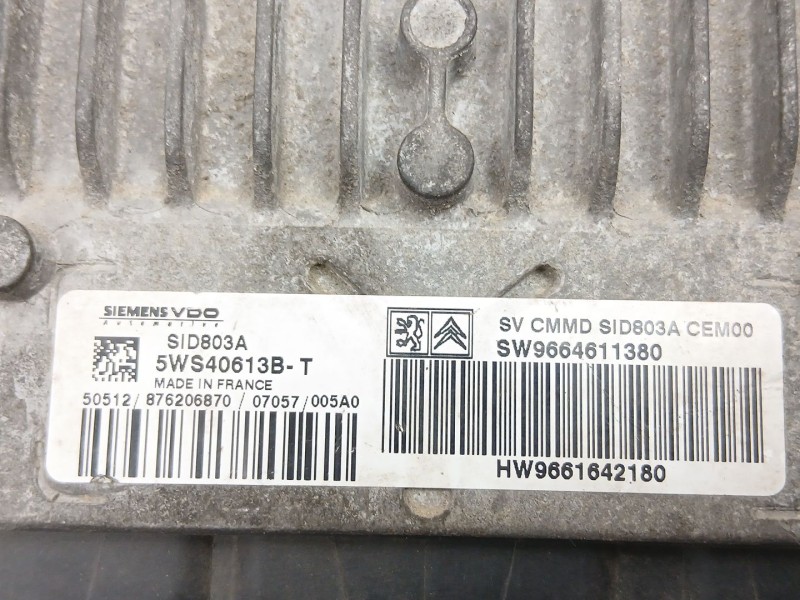 SIEMENS VDO
Automotive
SID803A
5WS40613B-T
MADE IN FRANCE
50512/876206870/07057/005A0
SV CMMD SID803A CEM00
SW9664611380
HW9661642180